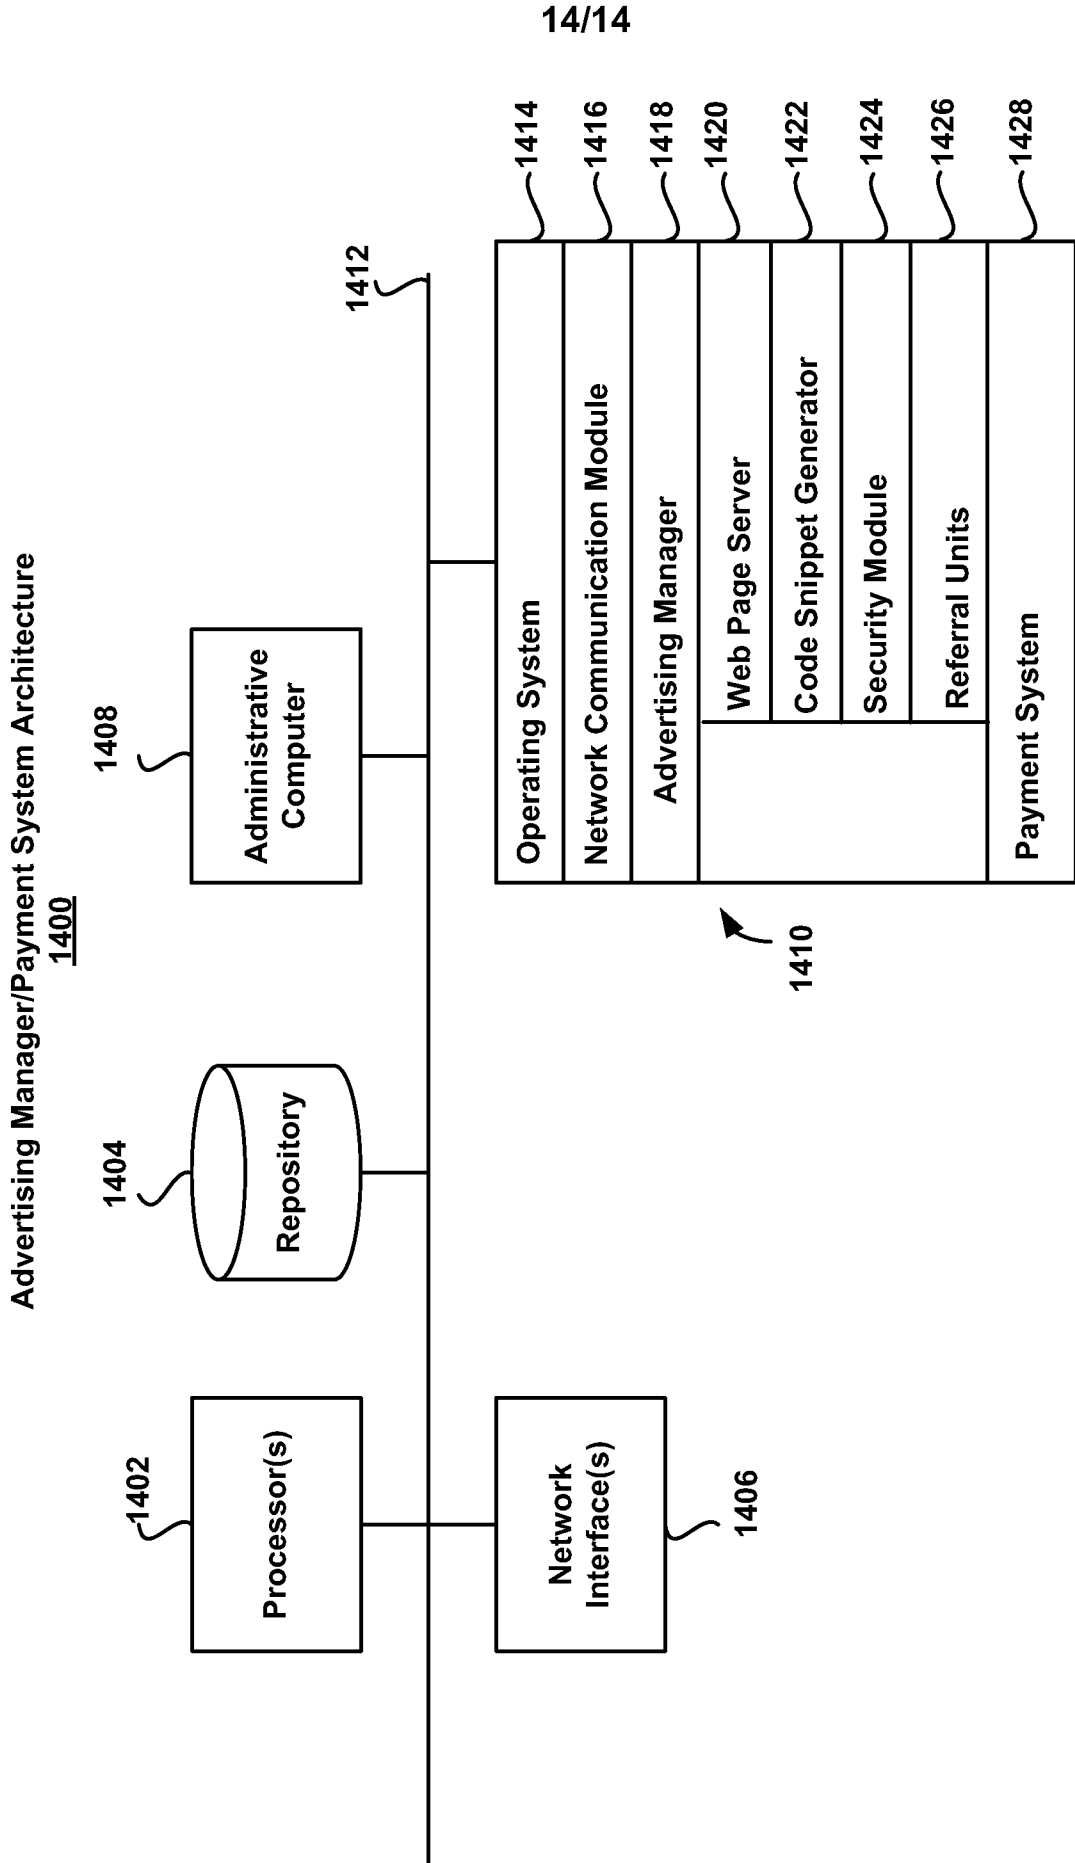 14/14
Advertising Manager/Payment System Architecture
1400
1402
1404
1408
Processor(s)
Repository
Administrative
Computer
1412
Network
Interface(s)
1406
1410
Operating System
1414
Network Communication Module
1416
Advertising Manager
1418
Web Page Server
1420
Code Snippet Generator
1422
Security Module
1424
Referral Units
1426
Payment System
1428